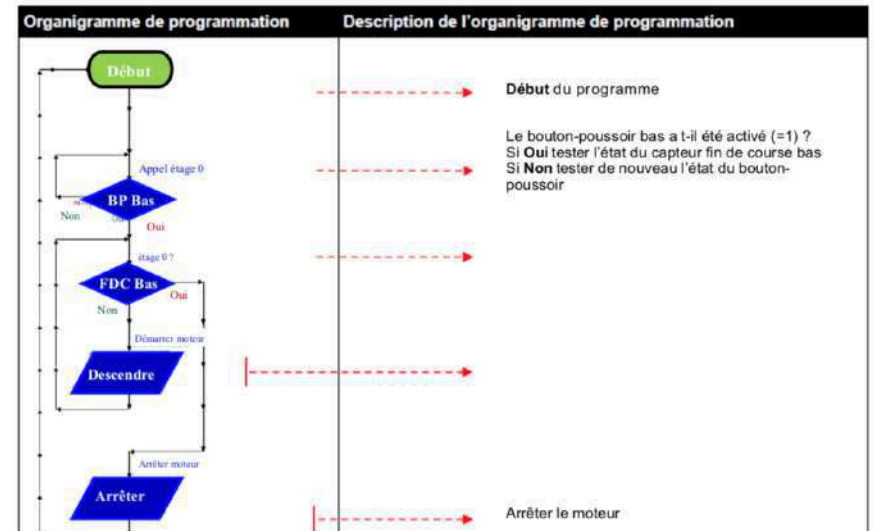 Organigramme de programmation
Description de l'organigramme de programmation
Début
Début du programme
Appel étage 0
Le bouton-poussoir bas a t-il été activé (=1) ?
Si Oui tester l'état du capteur fin de course bas
Si Non tester de nouveau l'état du bouton-
poussoir
BP Bas
Non
Oui
étage 0 ?
FDC Bas
Oui
Non
Démarrer moteur
Descendre
Arrêter moteur
Arrêter
Arrêter le moteur